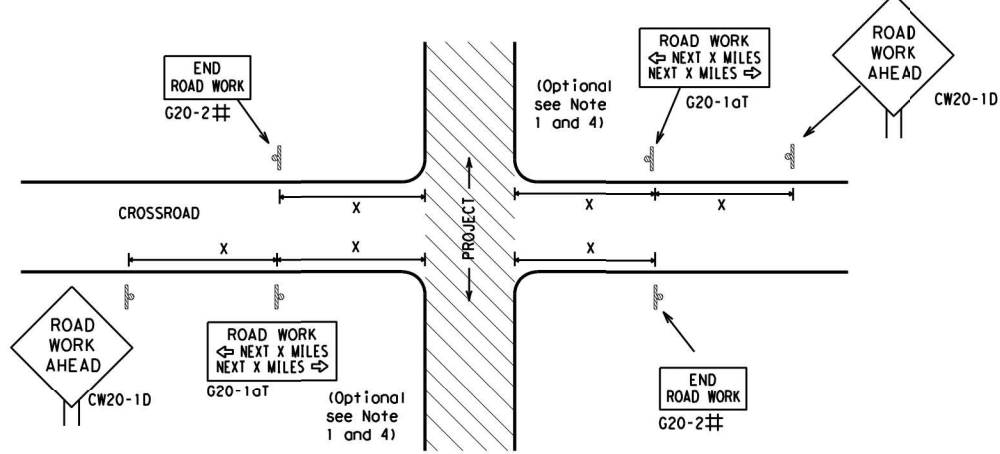 ROAD
WORK
AHEAD
CW20-1D
ROAD WORK
⇦ NEXT X MILES
NEXT X MILES ⇨
G20-1aT
(Optional
see Note
1 and 4)
END
ROAD WORK
G20-2#
X
X
X
CROSSROAD
PROJECT
X
X
X
ROAD
WORK
AHEAD
CW20-1D
ROAD WORK
⇦ NEXT X MILES
NEXT X MILES ⇨
G20-1aT
(Optional
see Note
1 and 4)
END
ROAD WORK
G20-2#